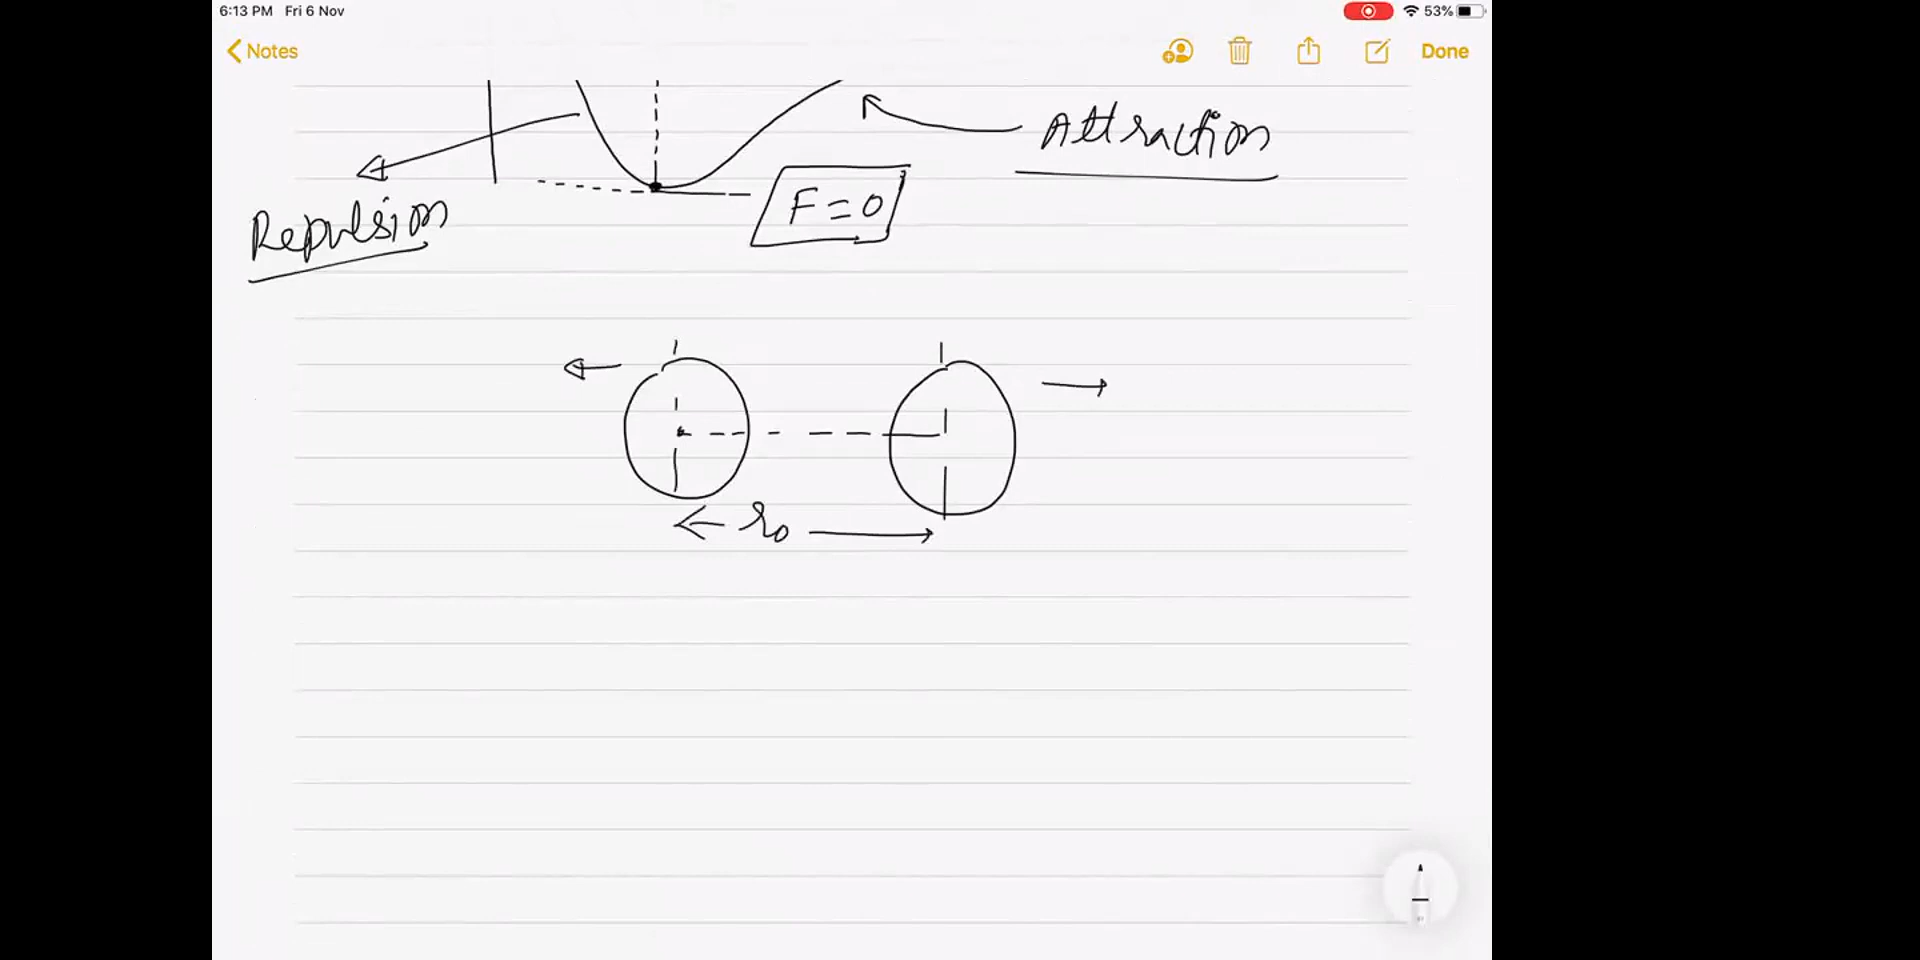 6:13 PM Fri 6 Nov 53%
Notes Done
Attraction
F = 0
Repulsion
r₀